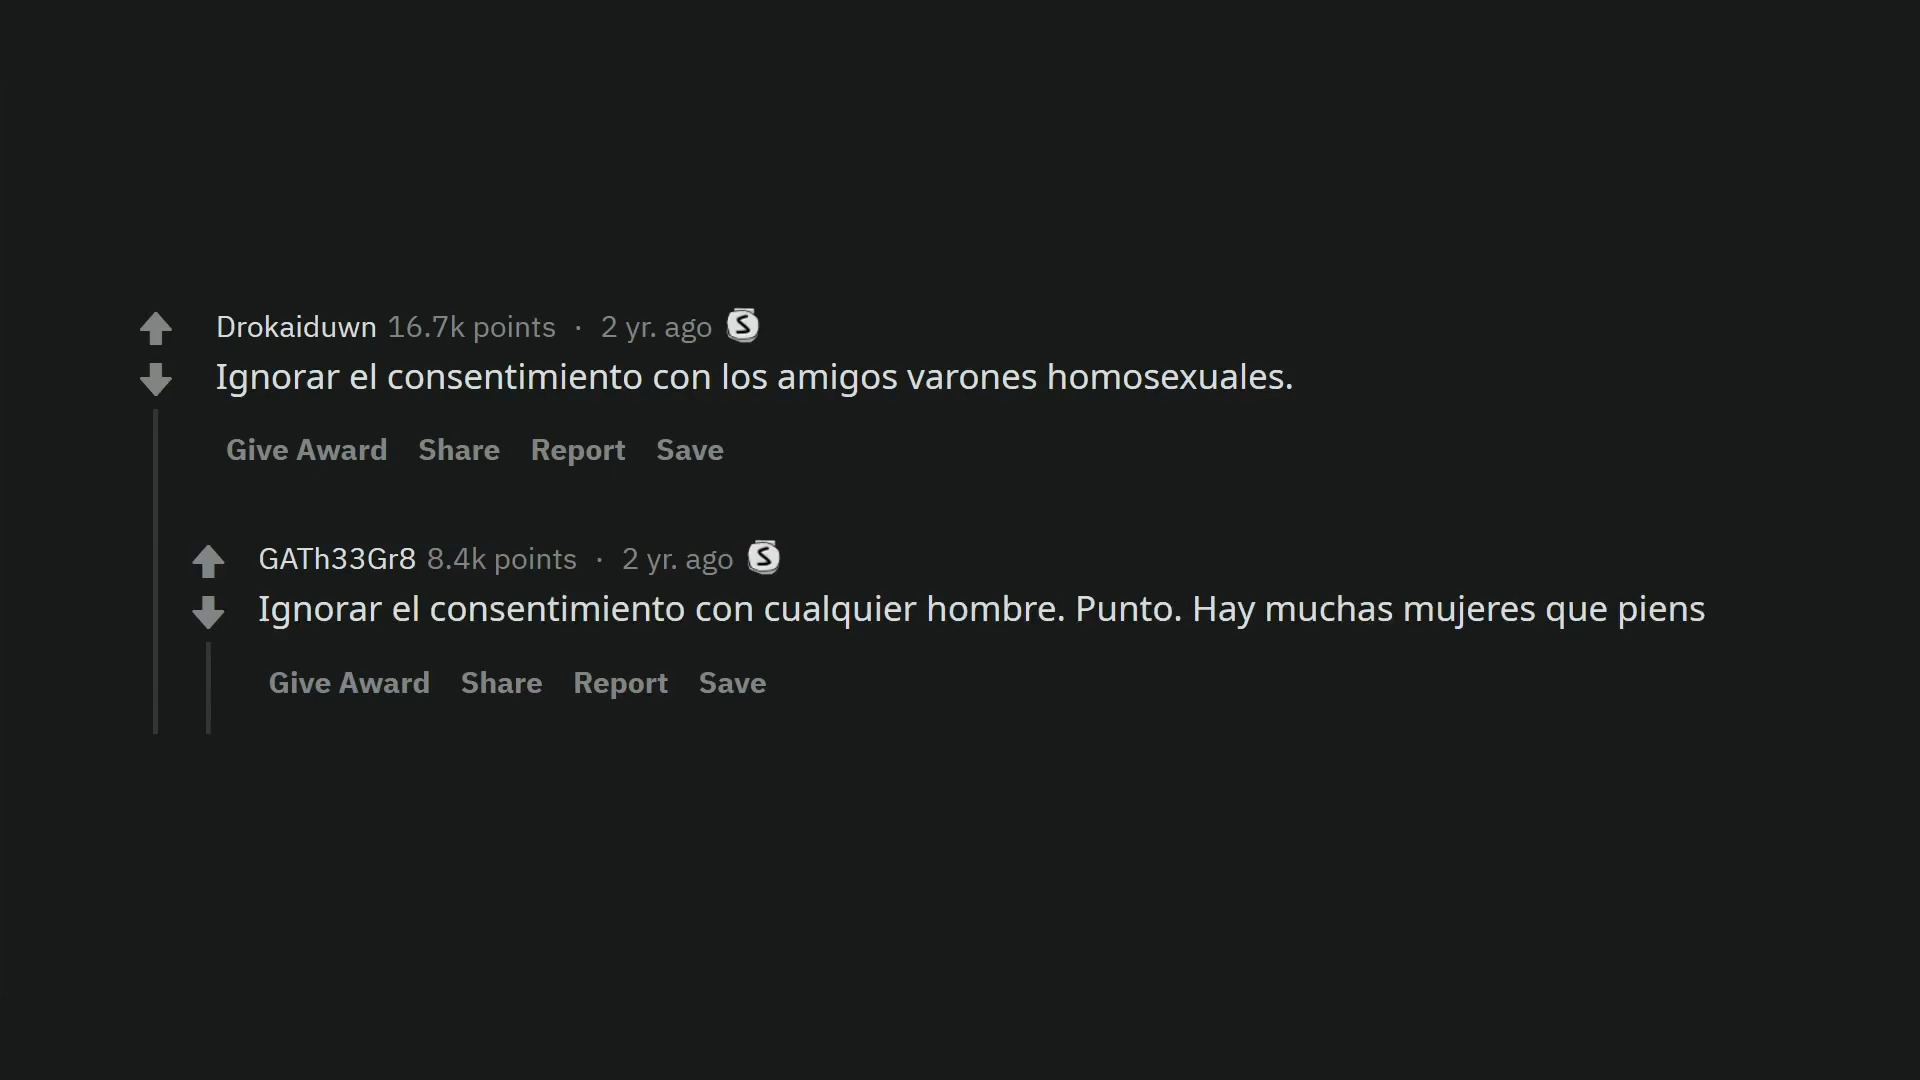 Drokaiduwn 16.7k points · 2 yr. ago S
Ignorar el consentimiento con los amigos varones homosexuales.
Give Award Share Report Save
GATh33Gr8 8.4k points · 2 yr. ago S
Ignorar el consentimiento con cualquier hombre. Punto. Hay muchas mujeres que piens
Give Award Share Report Save